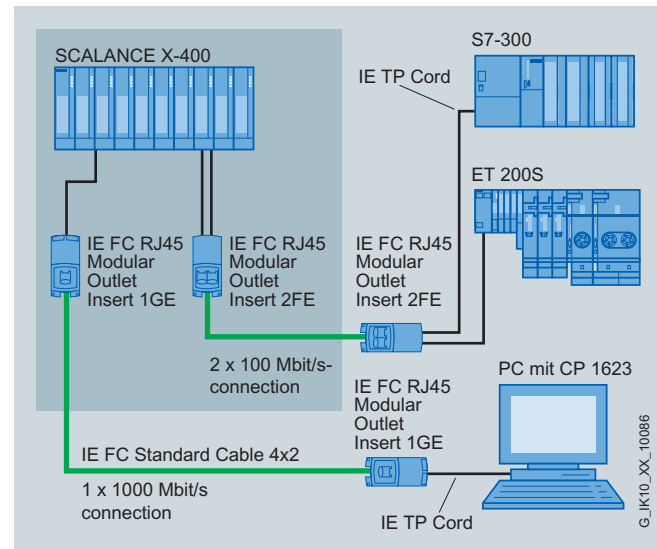 SCALANCE X-400
S7-300
IE TP Cord
ET 200S
IE FC RJ45
Modular
Outlet
Insert 1GE
IE FC RJ45
Modular
Outlet
Insert 2FE
IE FC RJ45
Modular
Outlet
Insert 2FE
2 x 100 Mbit/s-
connection
PC mit CP 1623
IE FC RJ45
Modular
Outlet
Insert 1GE
IE FC Standard Cable 4x2
1 x 1000 Mbit/s
connection
IE TP Cord
G_IK10_XX_10086